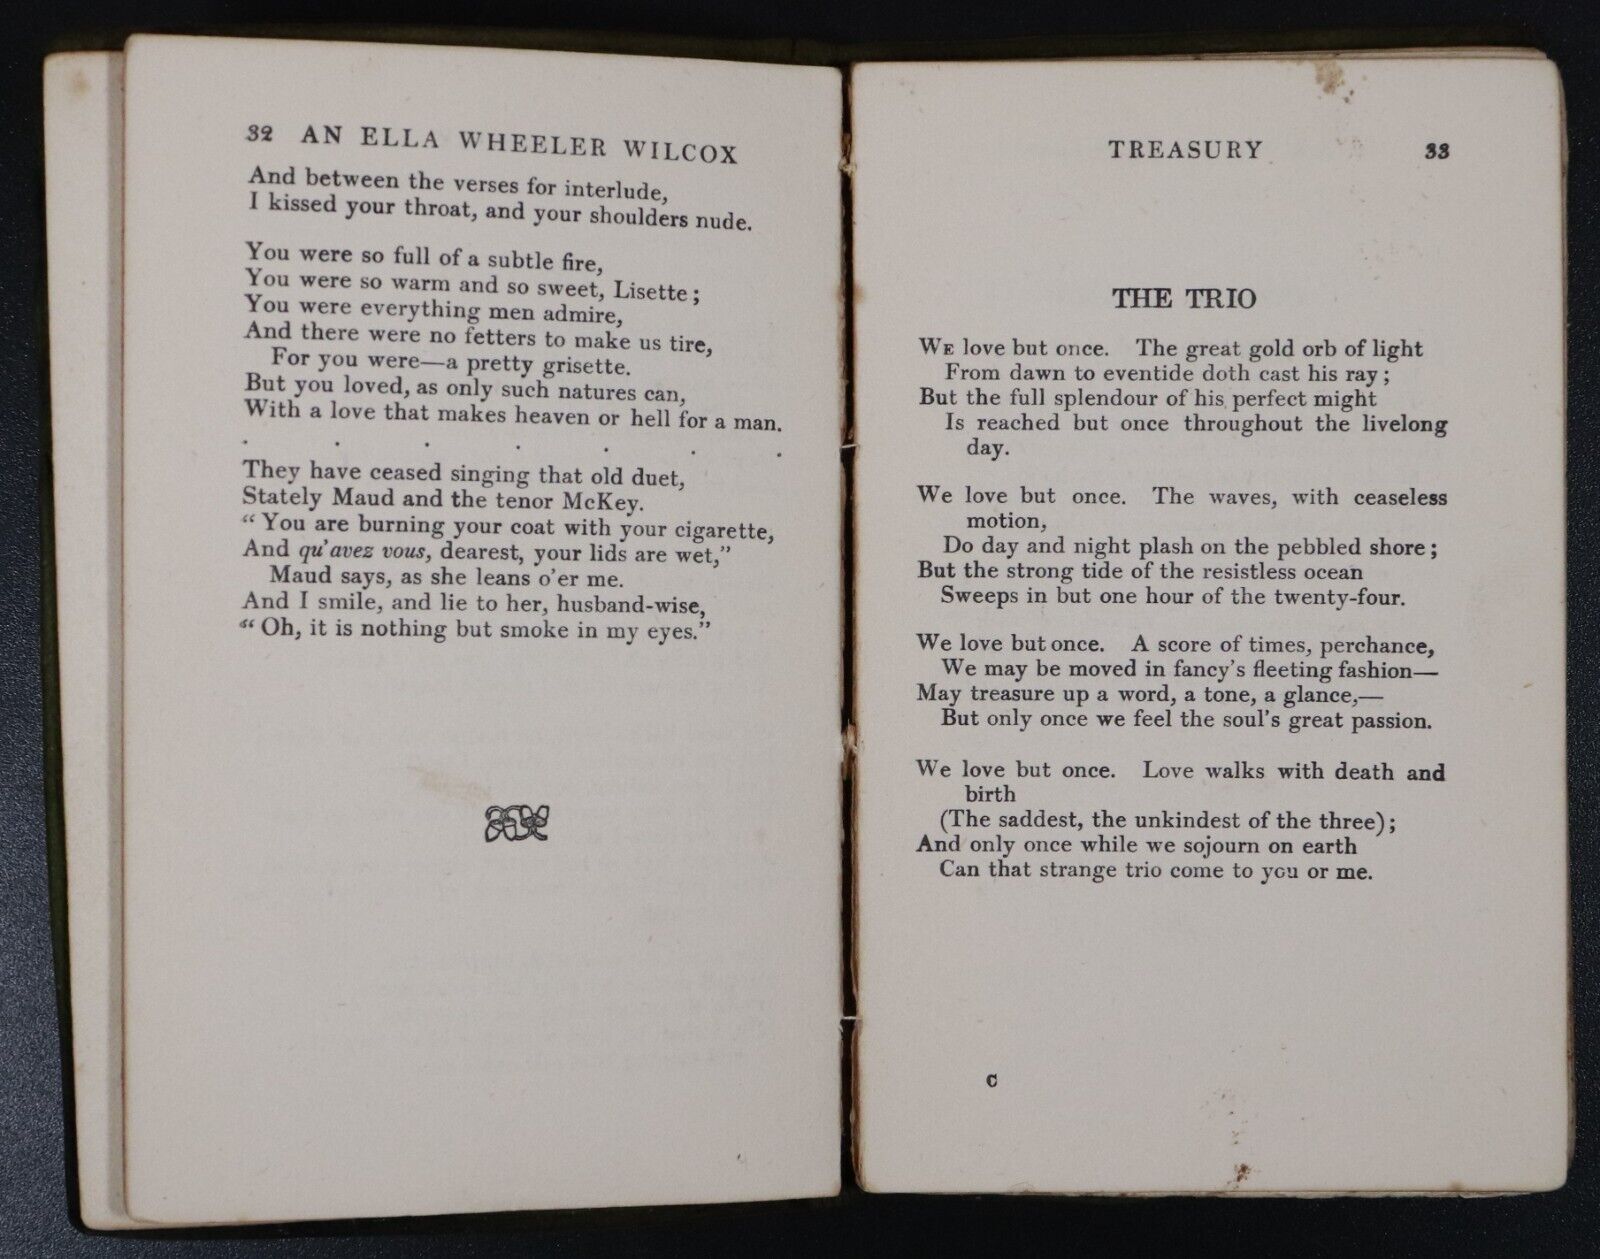 32 AN ELLA WHEELER WILCOX
And between the verses for interlude,
I kissed your throat, and your shoulders nude.
You were so full of a subtle fire,
You were so warm and so sweet, Lisette;
You were everything men admire,
And there were no fetters to make us tire,
For you were—a pretty grisette.
But you loved, as only such natures can,
With a love that makes heaven or hell for a man.
. . . . . . .
They have ceased singing that old duet,
Stately Maud and the tenor McKey.
“You are burning your coat with your cigarette,
And qu'avez vous, dearest, your lids are wet,”
Maud says, as she leans o'er me.
And I smile, and lie to her, husband-wise,
“Oh, it is nothing but smoke in my eyes.”
TREASURY 33
THE TRIO
WE love but once. The great gold orb of light
From dawn to eventide doth cast his ray;
But the full splendour of his perfect might
Is reached but once throughout the livelong
day.
We love but once. The waves, with ceaseless
motion,
Do day and night plash on the pebbled shore;
But the strong tide of the resistless ocean
Sweeps in but one hour of the twenty-four.
We love but once. A score of times, perchance,
We may be moved in fancy's fleeting fashion—
May treasure up a word, a tone, a glance,—
But only once we feel the soul's great passion.
We love but once. Love walks with death and
birth
(The saddest, the unkindest of the three);
And only once while we sojourn on earth
Can that strange trio come to you or me.
C